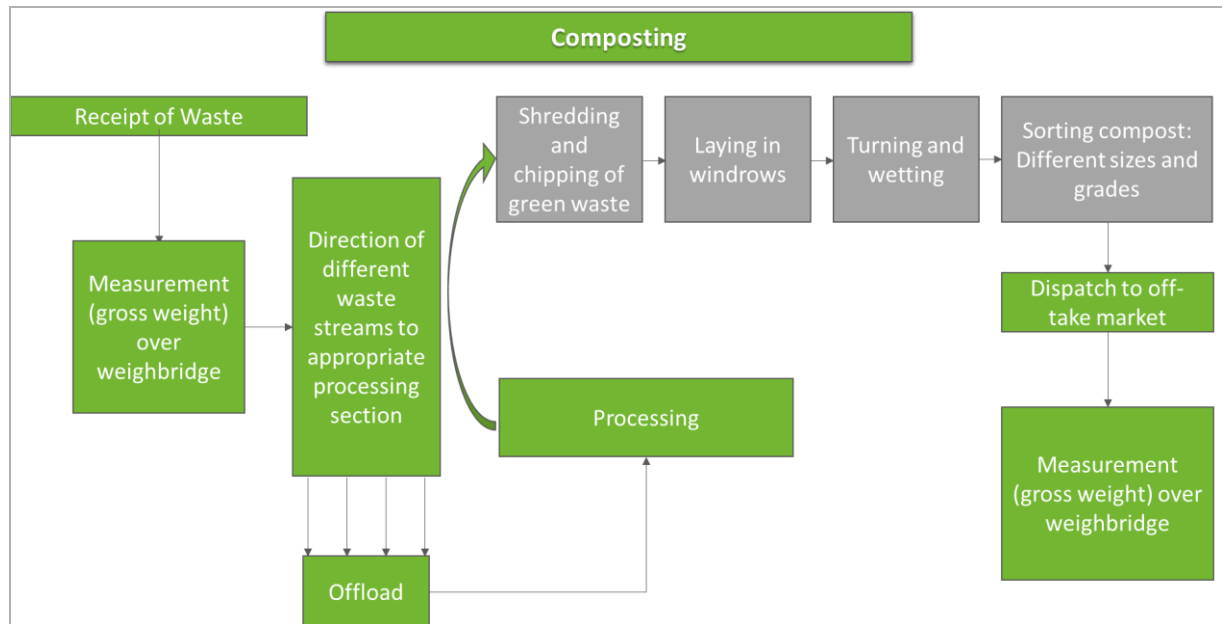 Composting
Receipt of Waste
Measurement
(gross weight)
over
weighbridge
Direction of
different
waste
streams to
appropriate
processing
section
Offload
Processing
Shredding
and
chipping of
green waste
Laying in
windrows
Turning and
wetting
Sorting compost:
Different sizes and
grades
Dispatch to off-
take market
Measurement
(gross weight) over
weighbridge